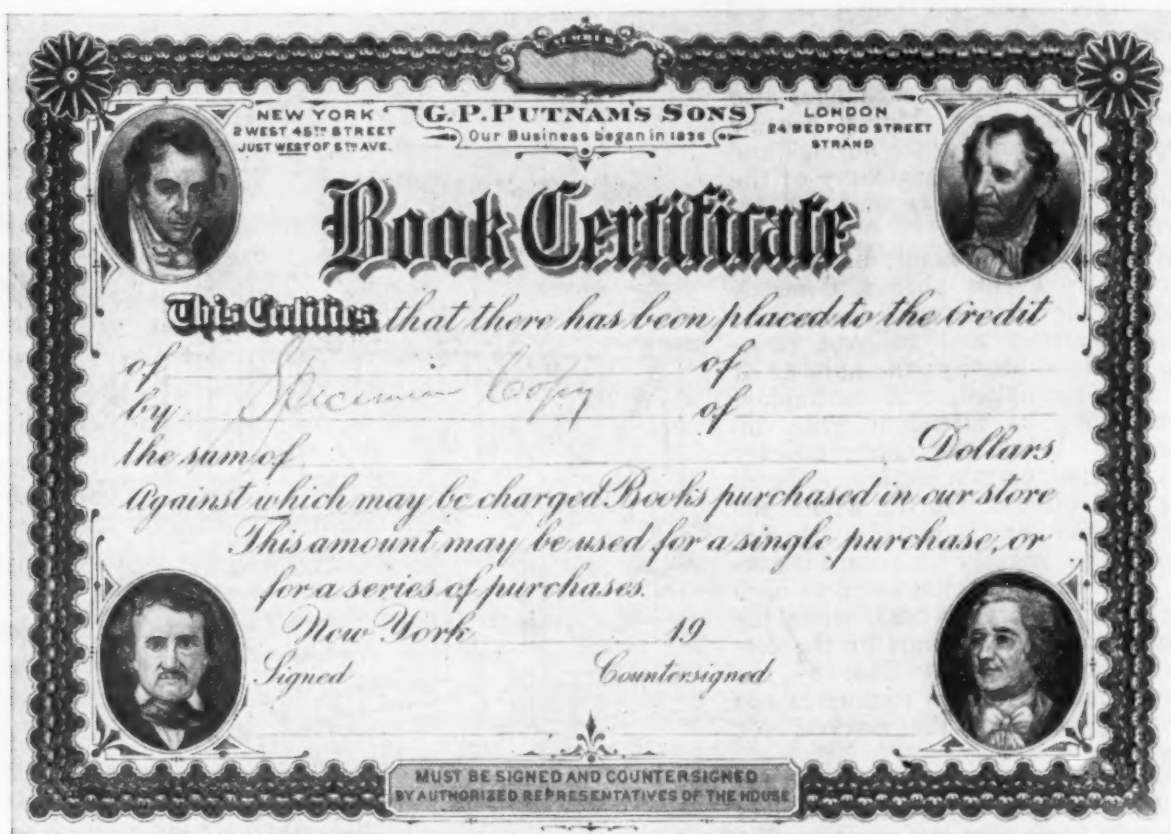 NUMBER
NEW YORK
2 WEST 45TH STREET
JUST WEST OF 5TH AVE.
G. P. PUTNAM'S SONS
Our Business began in 1836
LONDON
24 BEDFORD STREET
STRAND
Book Certificate
This Certifies that there has been placed to the credit
of of
Specimen Copy
by of
the sum of Dollars
Against which may be charged Books purchased in our store
This amount may be used for a single purchase, or
for a series of purchases.
New York 19
Signed Countersigned
MUST BE SIGNED AND COUNTERSIGNED
BY AUTHORIZED REPRESENTATIVES OF THE HOUSE